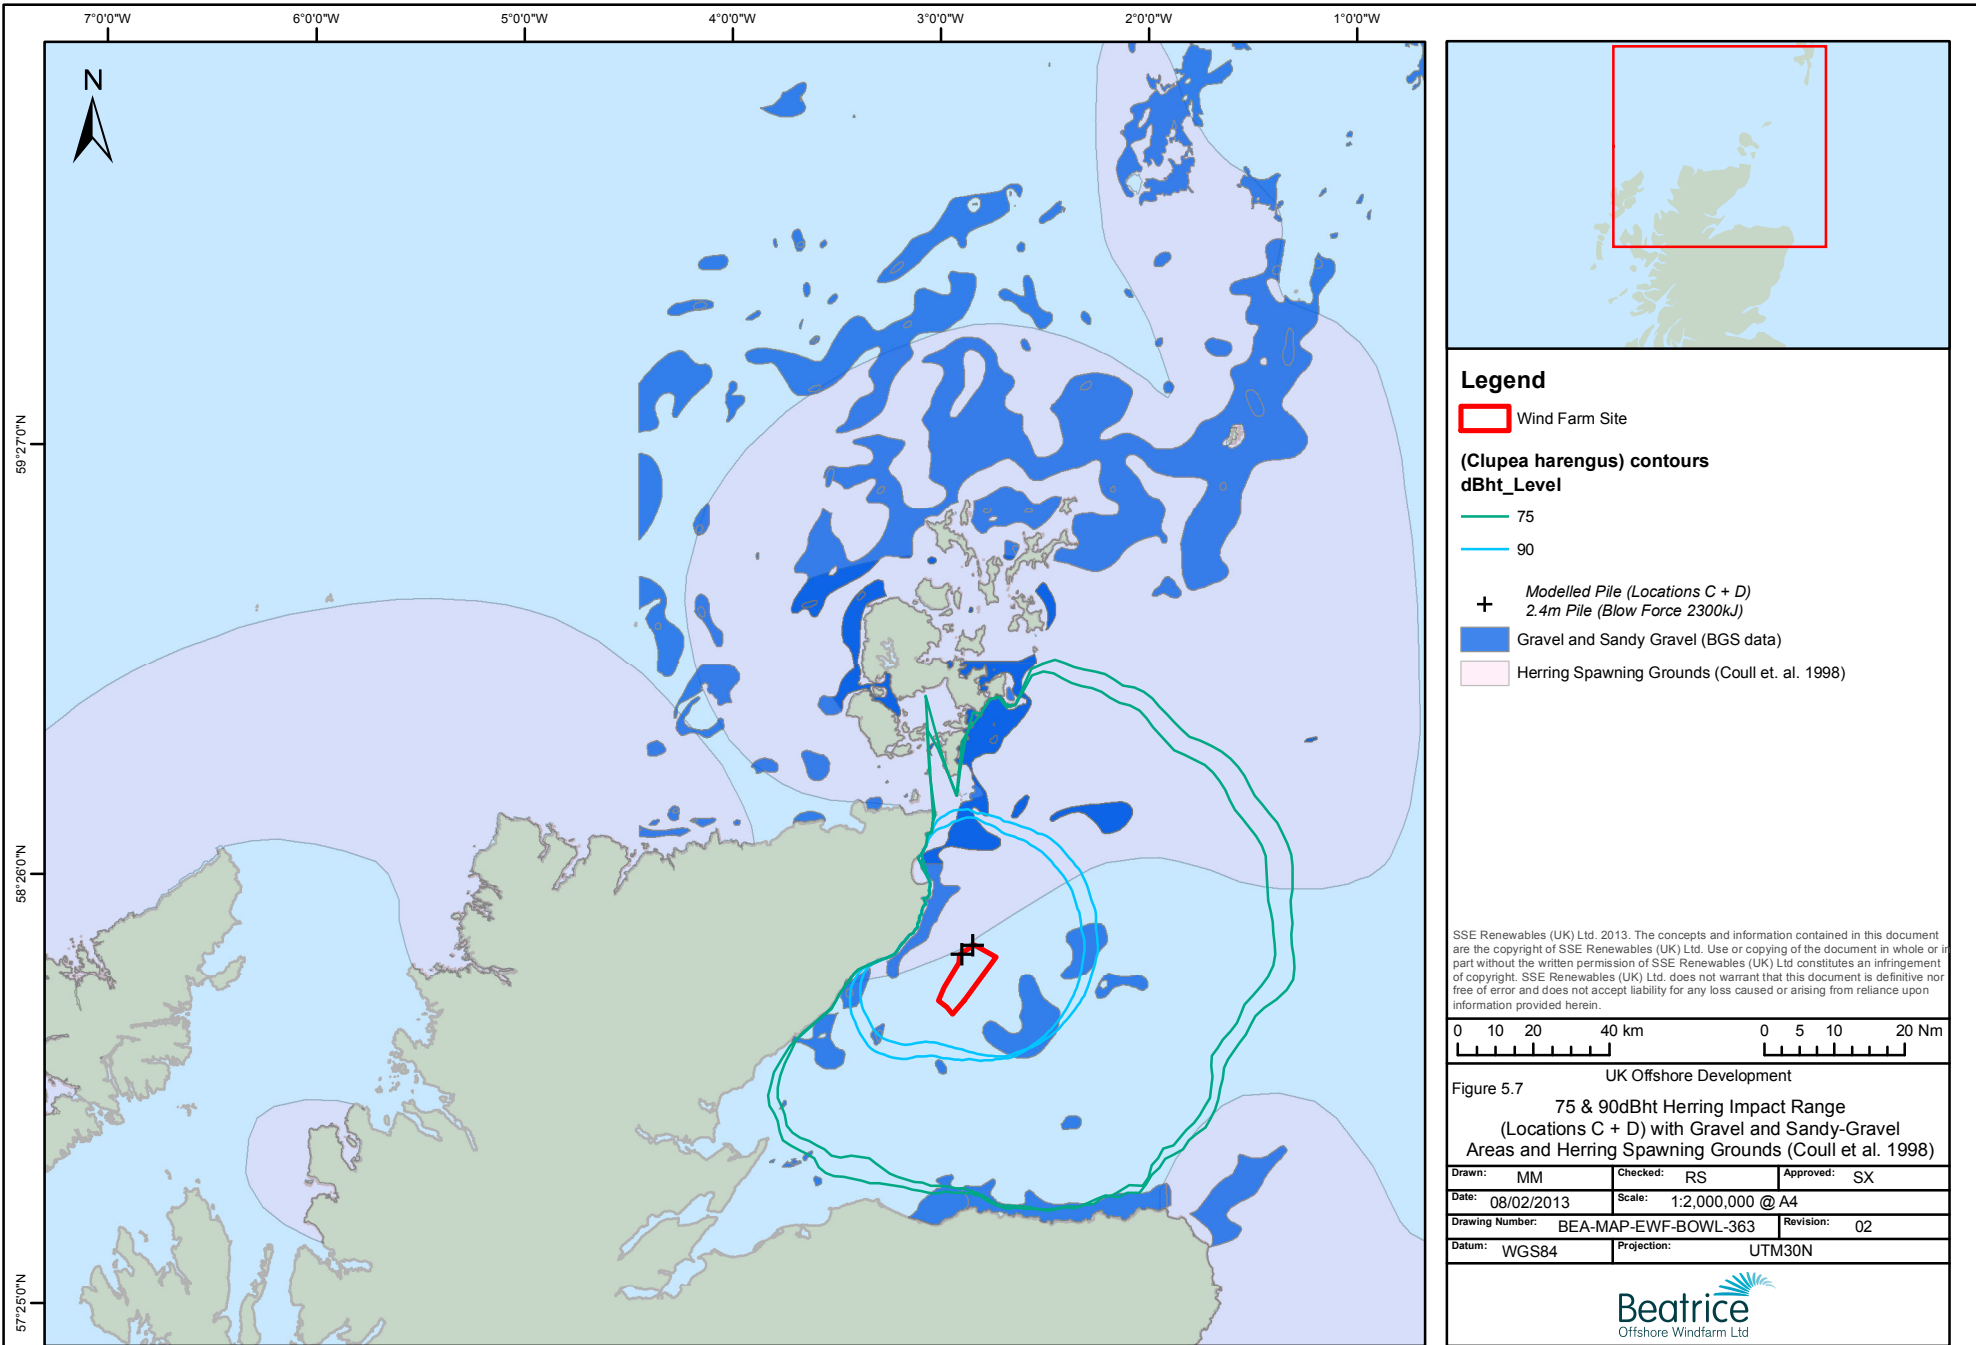 7°0'0"W 6°0'0"W 5°0'0"W 4°0'0"W 3°0'0"W 2°0'0"W 1°0'0"W
N
59°27'0"N
58°26'0"N
57°25'0"N
Legend
Wind Farm Site
(Clupea harengus) contours
dBht_Level
75
90
Modelled Pile (Locations C + D)
2.4m Pile (Blow Force 2300kJ)
Gravel and Sandy Gravel (BGS data)
Herring Spawning Grounds (Coull et. al. 1998)
SSE Renewables (UK) Ltd. 2013. The concepts and information contained in this document
are the copyright of SSE Renewables (UK) Ltd. Use or copying of the document in whole or in
part without the written permission of SSE Renewables (UK) Ltd constitutes an infringement
of copyright. SSE Renewables (UK) Ltd. does not warrant that this document is definitive nor
free of error and does not accept liability for any loss caused or arising from reliance upon
information provided herein.
0 10 20 40 km 0 5 10 20 Nm
UK Offshore Development
Figure 5.7
75 & 90dBht Herring Impact Range
(Locations C + D) with Gravel and Sandy-Gravel
Areas and Herring Spawning Grounds (Coull et al. 1998)
Drawn: MM Checked: RS Approved: SX
Date: 08/02/2013 Scale: 1:2,000,000 @ A4
Drawing Number: BEA-MAP-EWF-BOWL-363 Revision: 02
Datum: WGS84 Projection: UTM30N
Beatrice
Offshore Windfarm Ltd